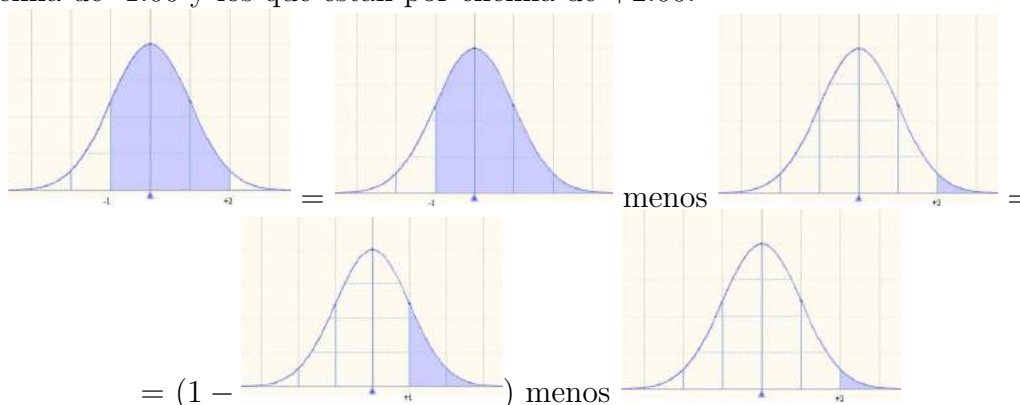 encima de -1.00 y los que están por encima de +2.00.
-1 +2 = -1 menos +2 =
= (1 − +1 ) menos +2